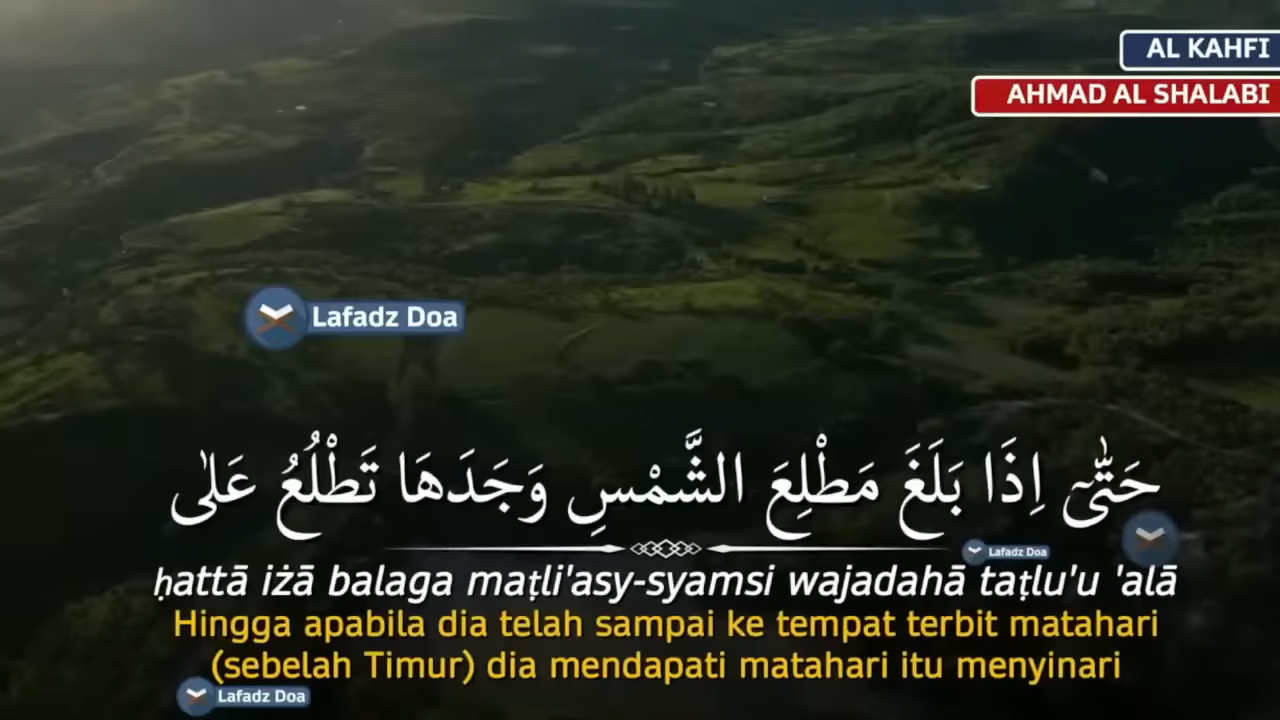 AL KAHFI
AHMAD AL SHALABI
Lafadz Doa
حَتّٰىٓ اِذَا بَلَغَ مَطْلِعَ الشَّمْسِ وَجَدَهَا تَطْلُعُ عَلٰى
Lafadz Doa
ḥattā iżā balaga maṭli'asy-syamsi wajadahā taṭlu'u 'alā
Hingga apabila dia telah sampai ke tempat terbit matahari
(sebelah Timur) dia mendapati matahari itu menyinari
Lafadz Doa